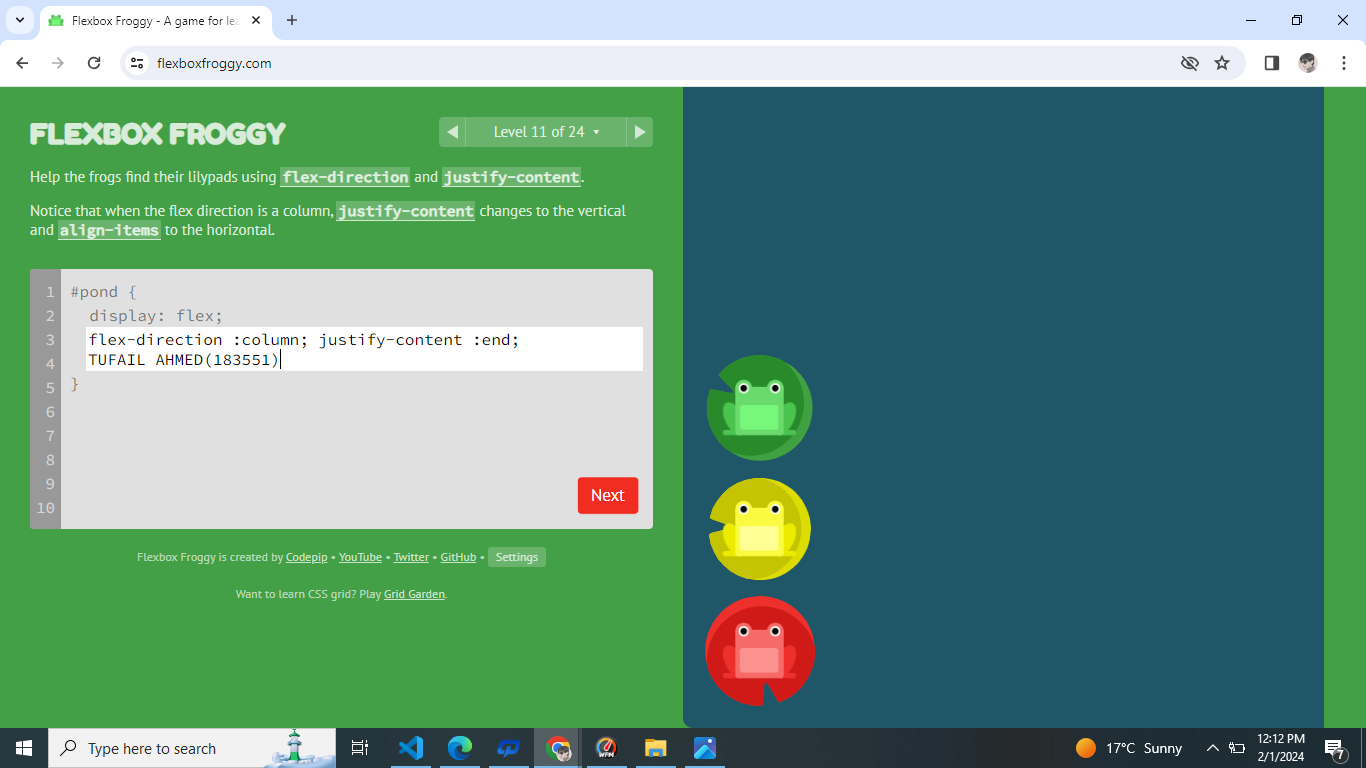 Flexbox Froggy - A game for lea
flexboxfroggy.com
FLEXBOX FROGGY
Level 11 of 24
Help the frogs find their lilypads using flex-direction and justify-content.
Notice that when the flex direction is a column, justify-content changes to the vertical
and align-items to the horizontal.
1 #pond {
2 display: flex;
3 flex-direction :column; justify-content :end;
4 TUFAIL AHMED(183551)
5 }
6
7
8
9
10
Next
Flexbox Froggy is created by Codepip • YouTube • Twitter • GitHub • Settings
Want to learn CSS grid? Play Grid Garden.
Type here to search
WPM
17°C Sunny
12:12 PM
2/1/2024
7